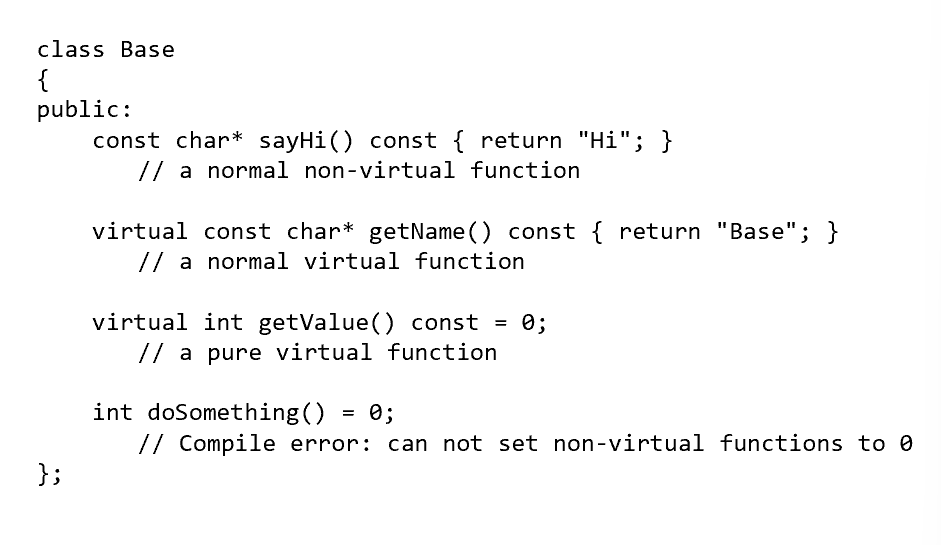 class Base
{
public:
    const char* sayHi() const { return "Hi"; }
        // a normal non-virtual function
    virtual const char* getName() const { return "Base"; }
        // a normal virtual function
    virtual int getValue() const = 0;
        // a pure virtual function
    int doSomething() = 0;
        // Compile error: can not set non-virtual functions to 0
};